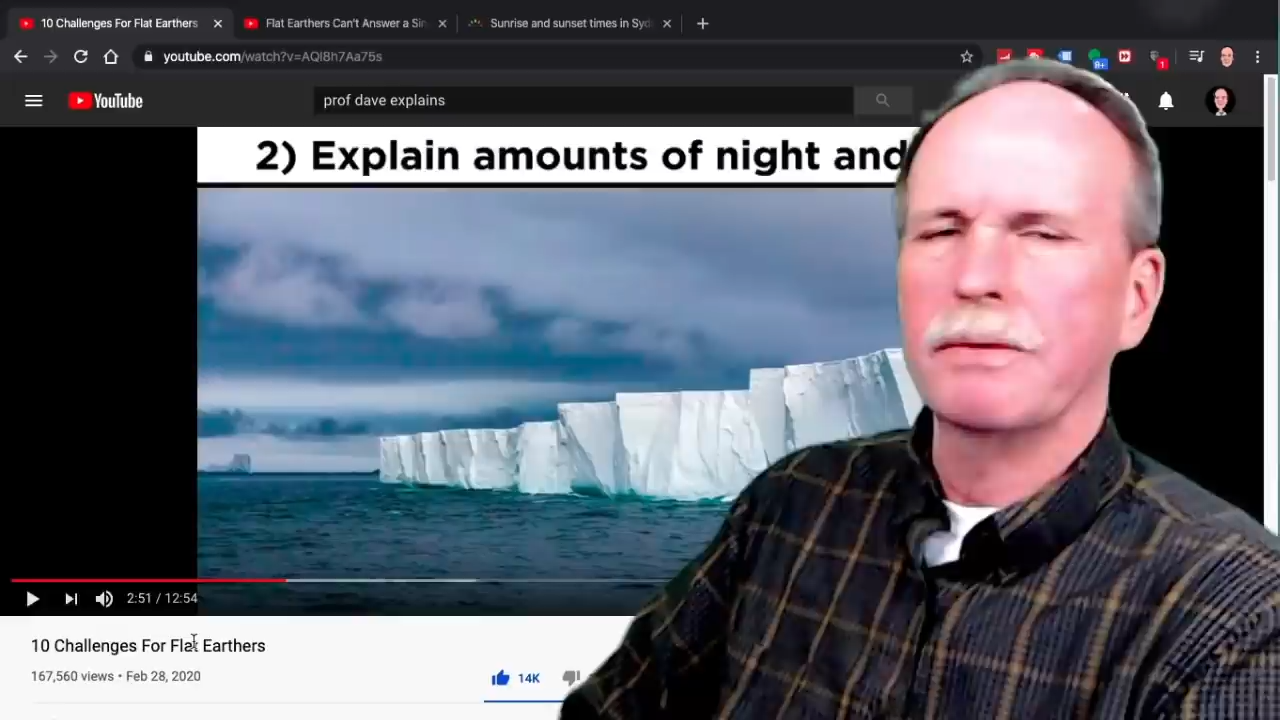 10 Challenges For Flat Earthers
Flat Earthers Can't Answer a Sin
Sunrise and sunset times in Syd
youtube.com/watch?v=AQl8h7Aa75s
8+
1
YouTube
prof dave explains
2) Explain amounts of night and
2:51 / 12:54
10 Challenges For Flat Earthers
167,560 views • Feb 28, 2020
14K